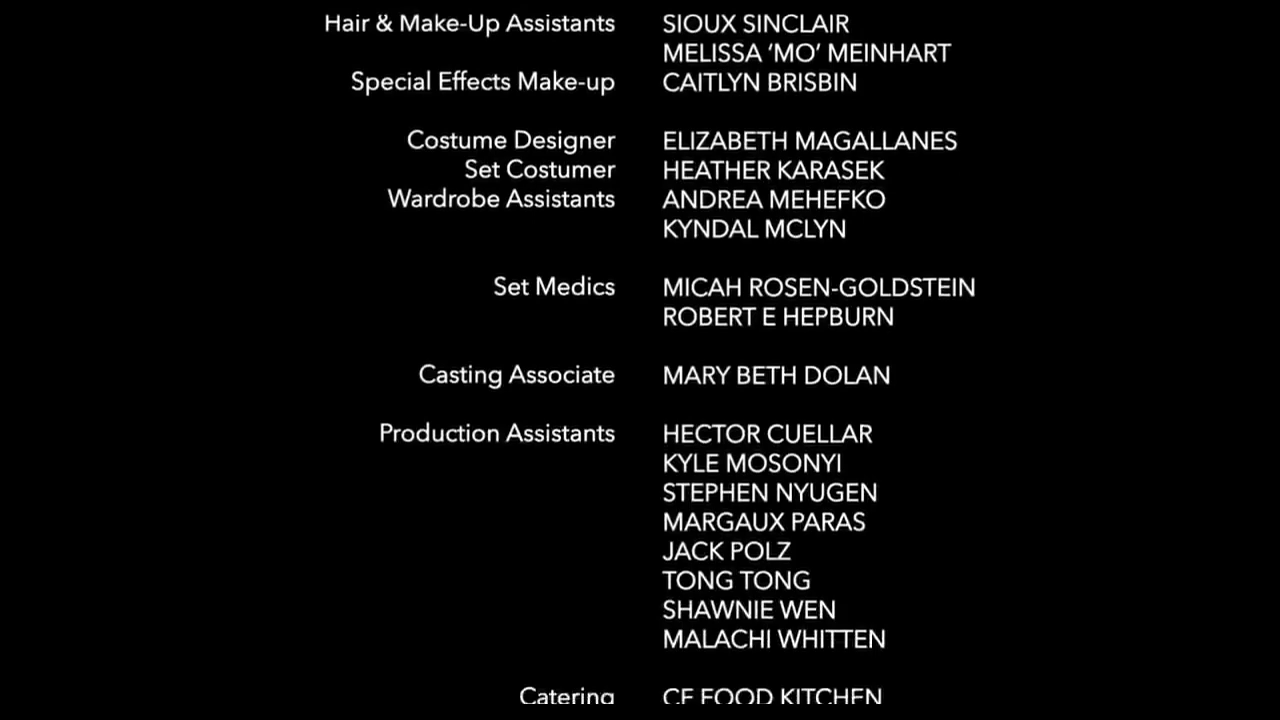 Hair & Make-Up Assistants SIOUX SINCLAIR
MELISSA ‘MO’ MEINHART
Special Effects Make-up CAITLYN BRISBIN
Costume Designer ELIZABETH MAGALLANES
Set Costumer HEATHER KARASEK
Wardrobe Assistants ANDREA MEHEFKO
KYNDAL MCLYN
Set Medics MICAH ROSEN-GOLDSTEIN
ROBERT E HEPBURN
Casting Associate MARY BETH DOLAN
Production Assistants HECTOR CUELLAR
KYLE MOSONYI
STEPHEN NYUGEN
MARGAUX PARAS
JACK POLZ
TONG TONG
SHAWNIE WEN
MALACHI WHITTEN
Catering CF FOOD KITCHEN